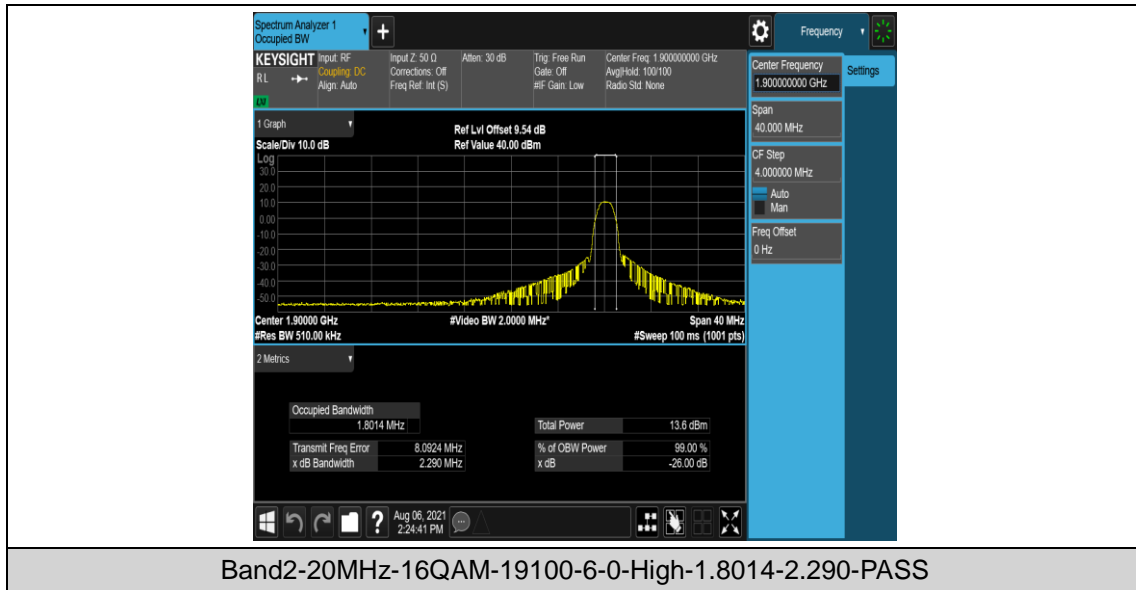 Spectrum Analyzer 1
Occupied BW
+
Frequency
KEYSIGHT
RL
LXI
Input: RF
Coupling: DC
Align: Auto
Input Z: 50 Ω
Corrections: Off
Freq Ref: Int (S)
Atten: 30 dB
Trig: Free Run
Gate: Off
#IF Gain: Low
Center Freq: 1.900000000 GHz
Avg|Hold: 100/100
Radio Std: None
Center Frequency
1.900000000 GHz
Settings
Span
40.000 MHz
CF Step
4.000000 MHz
Auto
Man
Freq Offset
0 Hz
1 Graph
Scale/Div 10.0 dB
Ref Lvl Offset 9.54 dB
Ref Value 40.00 dBm
Log
30.0
20.0
10.0
0.00
-10.0
-20.0
-30.0
-40.0
-50.0
Center 1.90000 GHz
#Video BW 2.0000 MHz*
Span 40 MHz
#Res BW 510.00 kHz
#Sweep 100 ms (1001 pts)
2 Metrics
Occupied Bandwidth
1.8014 MHz
Total Power 13.6 dBm
Transmit Freq Error 8.0924 MHz
% of OBW Power 99.00 %
x dB Bandwidth 2.290 MHz
x dB -26.00 dB
?
Aug 06, 2021
2:24:41 PM
Band2-20MHz-16QAM-19100-6-0-High-1.8014-2.290-PASS